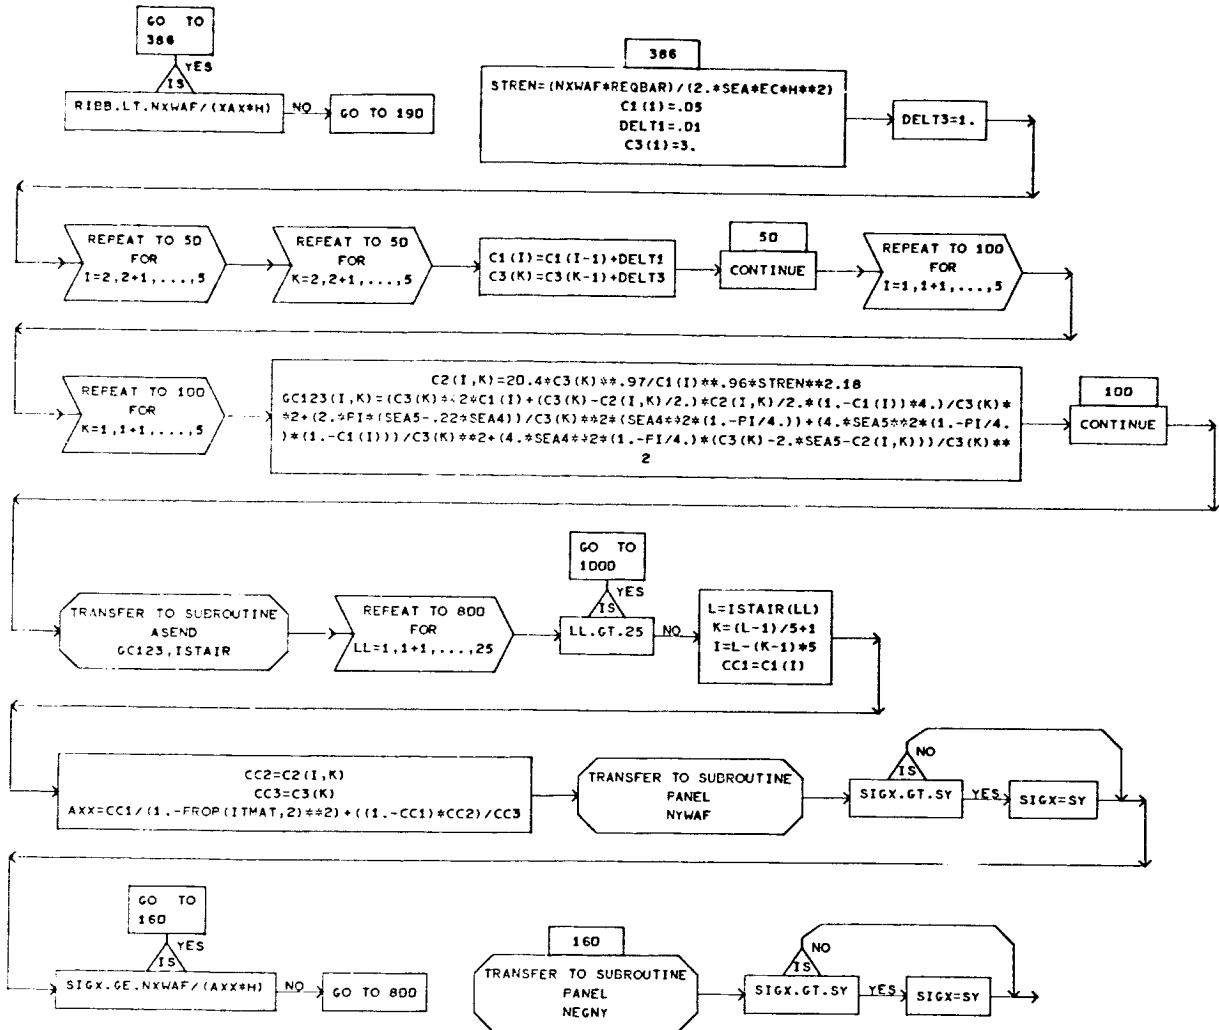 GO TO
386
YES
IS
RIBB.LT.NXWAF/(XAX*H)
NO
GO TO 190
386
STREN=(NXWAF*REQBAR)/(2.*SEA*EC*H**2)
C1(1)=.05
DELT1=.01
C3(1)=3.
DELT3=1.
REPEAT TO 50
FOR
I=2,2+1,...,5
REPEAT TO 50
FOR
K=2,2+1,...,5
C1(I)=C1(I-1)+DELT1
C3(K)=C3(K-1)+DELT3
50
CONTINUE
REPEAT TO 100
FOR
I=1,1+1,...,5
REPEAT TO 100
FOR
K=1,1+1,...,5
C2(I,K)=20.4*C3(K)**.97/C1(I)**.96*STREN**2.18
GC123(I,K)=(C3(K)**2*C1(I)+(C3(K)-C2(I,K)/2.)*C2(I,K)/2.*(1.-C1(I))*4.)/C3(K)*
*2+(2.*PI*(SEA5-.22*SEA4))/C3(K)**2*(SEA4**2*(1.-PI/4.))+(4.*SEA5**2*(1.-PI/4.
)*(1.-C1(I)))/C3(K)**2+(4.*SEA4**2*(1.-PI/4.)*(C3(K)-2.*SEA5-C2(I,K)))/C3(K)**
2
100
CONTINUE
TRANSFER TO SUBROUTINE
ASEND
GC123,ISTAIR
REPEAT TO 800
FOR
LL=1,1+1,...,25
GO TO
1000
YES
IS
LL.GT.25
NO
L=ISTAIR(LL)
K=(L-1)/5+1
I=L-(K-1)*5
CC1=C1(I)
CC2=C2(I,K)
CC3=C3(K)
AXX=CC1/(1.-PROP(ITMAT,2)**2)+((1.-CC1)*CC2)/CC3
TRANSFER TO SUBROUTINE
PANEL
NYWAF
NO
IS
SIGX.GT.SY
YES
SIGX=SY
GO TO
160
YES
IS
SIGX.GE.NXWAF/(AXX*H)
NO
GO TO 800
160
TRANSFER TO SUBROUTINE
PANEL
NEGNY
NO
IS
SIGX.GT.SY
YES
SIGX=SY